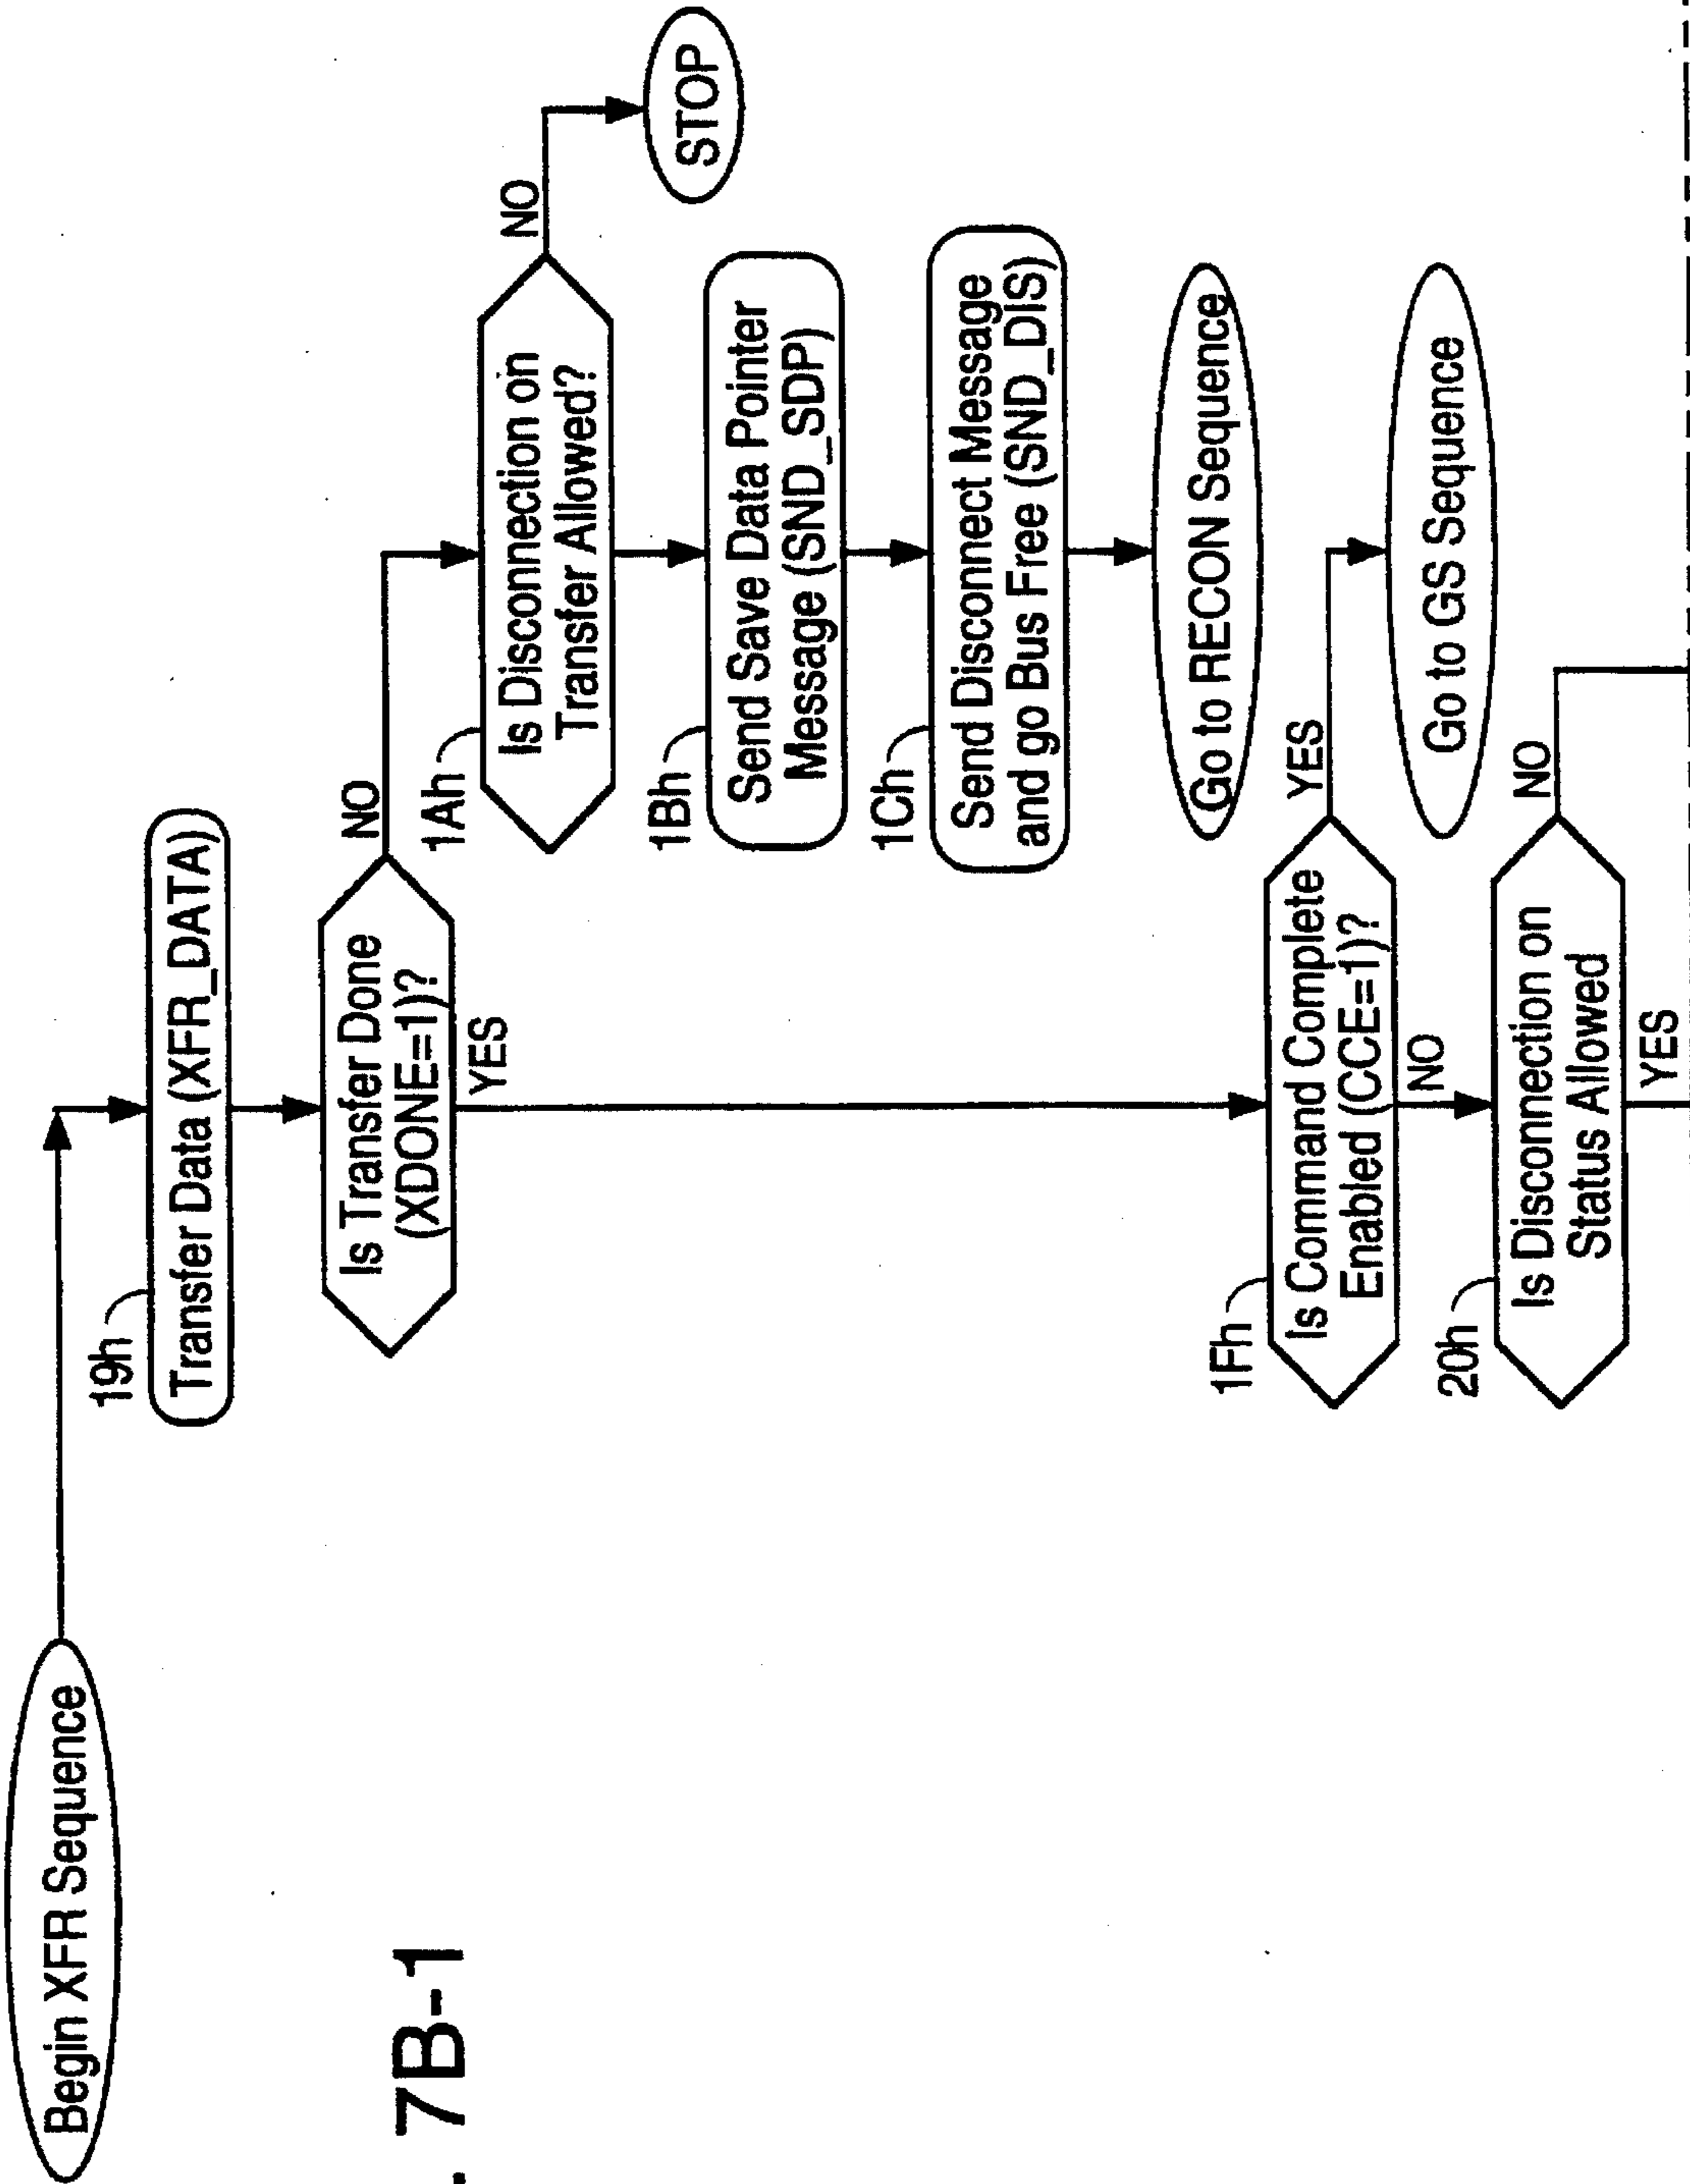 Begin XFR Sequence
19h
Transfer Data (XFR_DATA)
Is Transfer Done
(XDONE=1)?
NO
YES
1Ah
Is Disconnection on
Transfer Allowed?
NO
STOP
1Bh
Send Save Data Pointer
Message (SND_SDP)
1Ch
Send Disconnect Message
and go Bus Free (SND_DIS)
Go to RECON Sequence
1Fh
Is Command Complete
Enabled (CCE=1)?
YES
Go to GS Sequence
NO
20h
Is Disconnection on
Status Allowed
NO
YES
. 7B-1